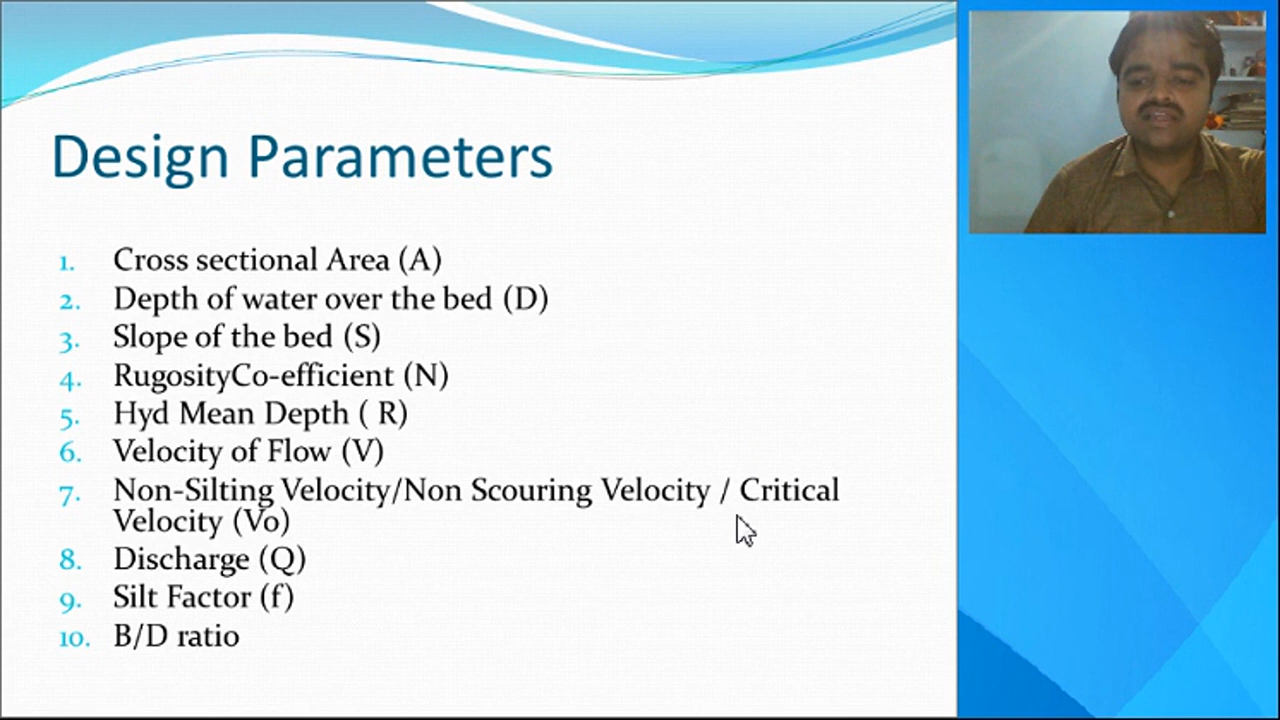 Design Parameters
1. Cross sectional Area (A)
2. Depth of water over the bed (D)
3. Slope of the bed (S)
4. RugosityCo-efficient (N)
5. Hyd Mean Depth ( R)
6. Velocity of Flow (V)
7. Non-Silting Velocity/Non Scouring Velocity / Critical
Velocity (Vo)
8. Discharge (Q)
9. Silt Factor (f)
10. B/D ratio